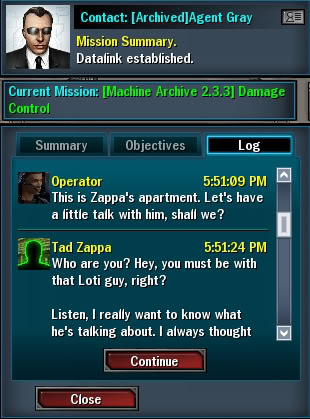 Contact: [Archived]Agent Gray
Mission Summary.
Datalink established.
Current Mission: [Machine Archive 2.3.3] Damage
Control
Summary
Objectives
Log
Operator 5:51:09 PM
This is Zappa's apartment. Let's have
a little talk with him, shall we?
Tad Zappa 5:51:24 PM
Who are you? Hey, you must be with
that Loti guy, right?
Listen, I really want to know what
he's talking about. I always thought
Continue
Close